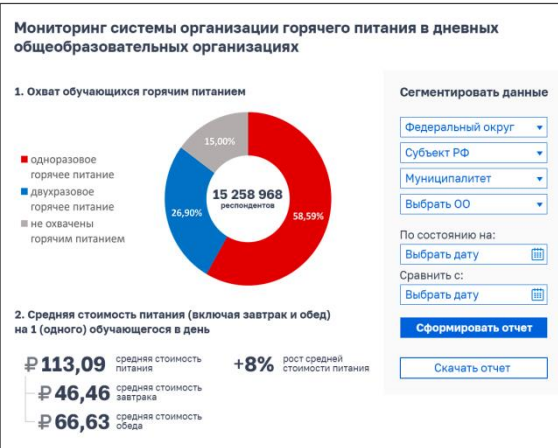 Мониторинг системы организации горячего питания в дневных
общеобразовательных организациях
1. Охват обучающихся горячим питанием
одноразовое
горячее питание
двухразовое
горячее питание
не охвачены
горячим питанием
15,00%
26,90%
58,59%
15 258 968
респондентов
2. Средняя стоимость питания (включая завтрак и обед)
на 1 (одного) обучающегося в день
₽ 113,09 средняя стоимость
питания
₽ 46,46 средняя стоимость
завтрака
₽ 66,63 средняя стоимость
обеда
+8% рост средней
стоимости питания
Сегментировать данные
Федеральный округ
Субъект РФ
Муниципалитет
Выбрать ОО
По состоянию на:
Выбрать дату
Сравнить с:
Выбрать дату
Сформировать отчет
Скачать отчет